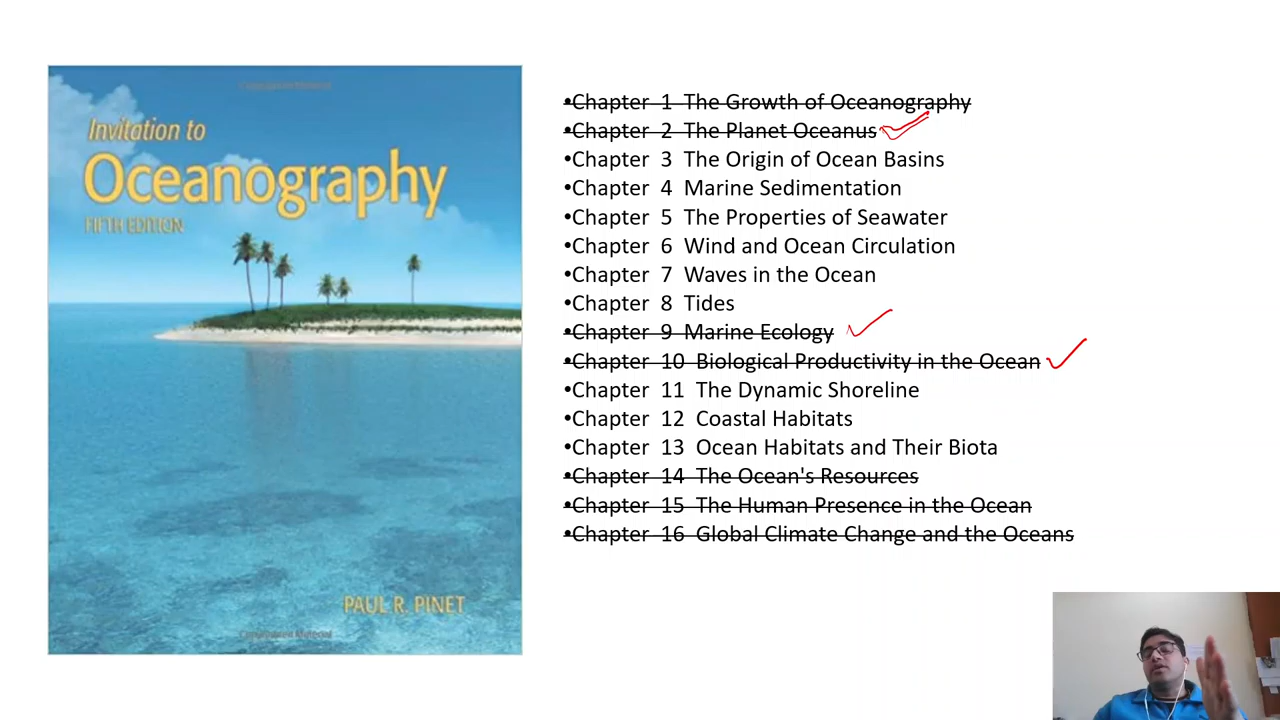 Copyrighted Material
Invitation to
Oceanography
FIFTH EDITION
PAUL R. PINET
Copyrighted Material
•Chapter 1 The Growth of Oceanography
•Chapter 2 The Planet Oceanus
•Chapter 3 The Origin of Ocean Basins
•Chapter 4 Marine Sedimentation
•Chapter 5 The Properties of Seawater
•Chapter 6 Wind and Ocean Circulation
•Chapter 7 Waves in the Ocean
•Chapter 8 Tides
•Chapter 9 Marine Ecology
•Chapter 10 Biological Productivity in the Ocean
•Chapter 11 The Dynamic Shoreline
•Chapter 12 Coastal Habitats
•Chapter 13 Ocean Habitats and Their Biota
•Chapter 14 The Ocean's Resources
•Chapter 15 The Human Presence in the Ocean
•Chapter 16 Global Climate Change and the Oceans